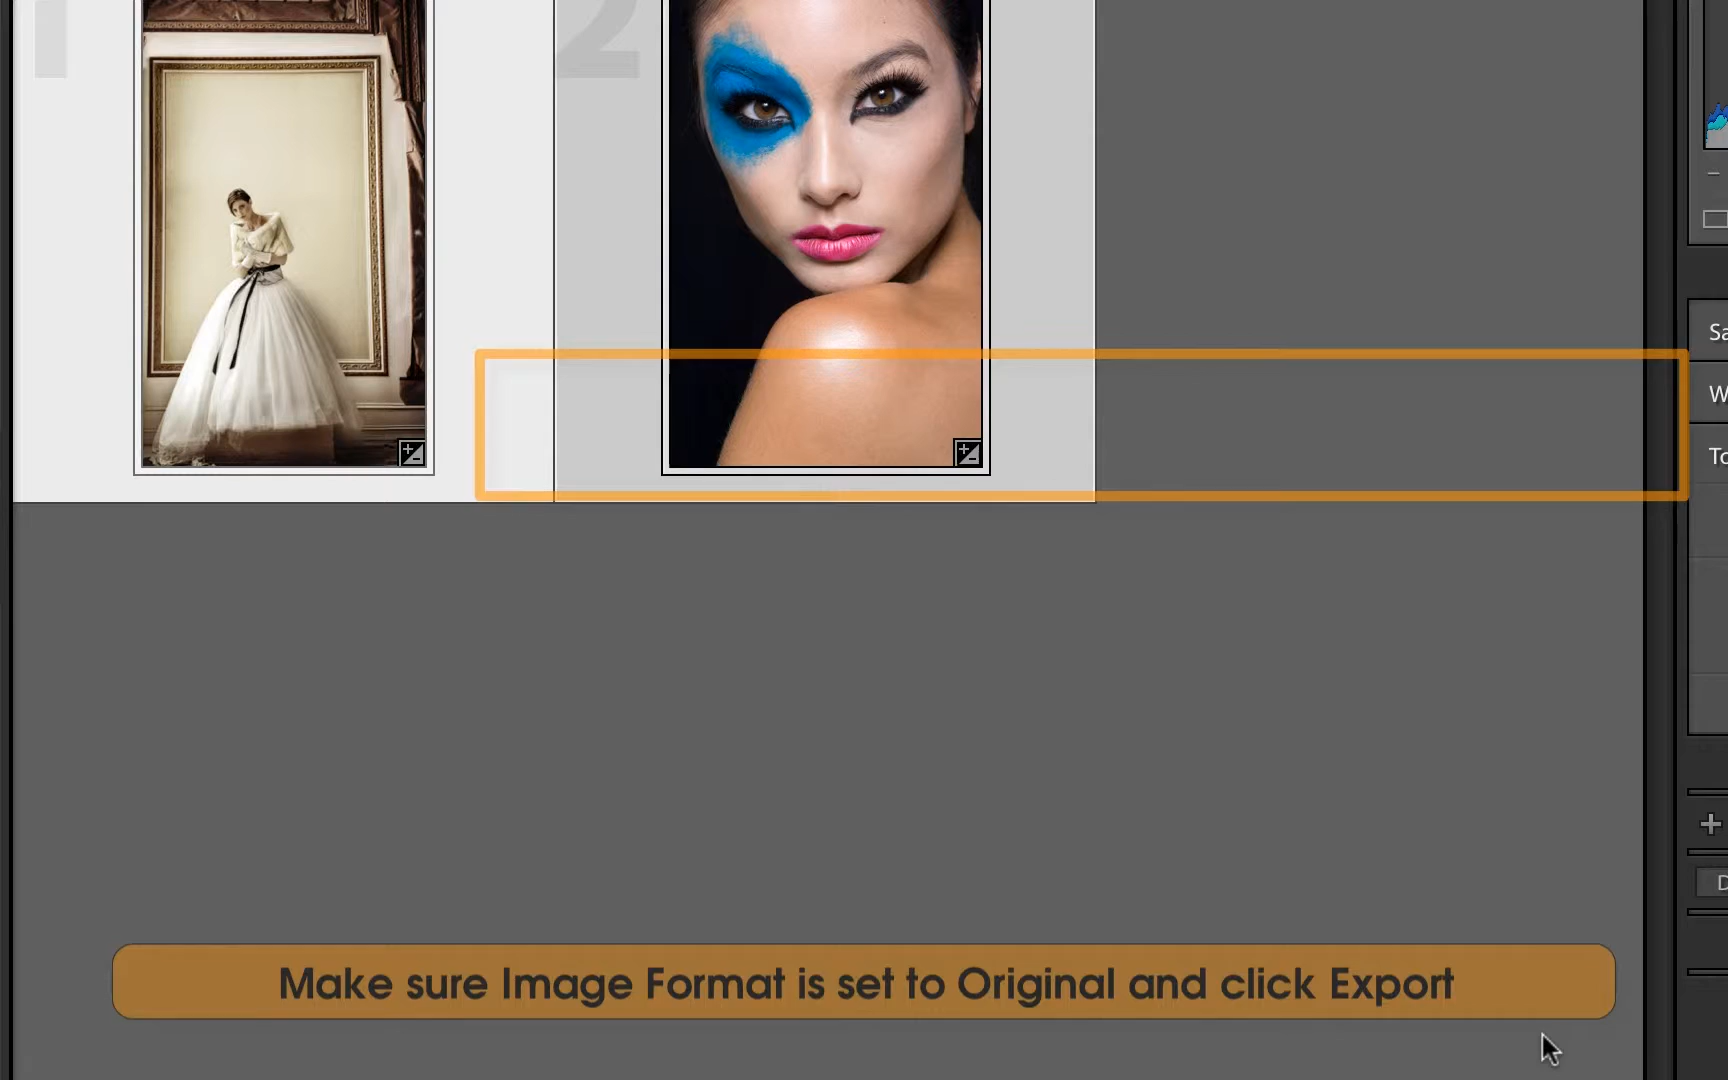 1
2
Sa
W
To
D
Make sure Image Format is set to Original and click Export